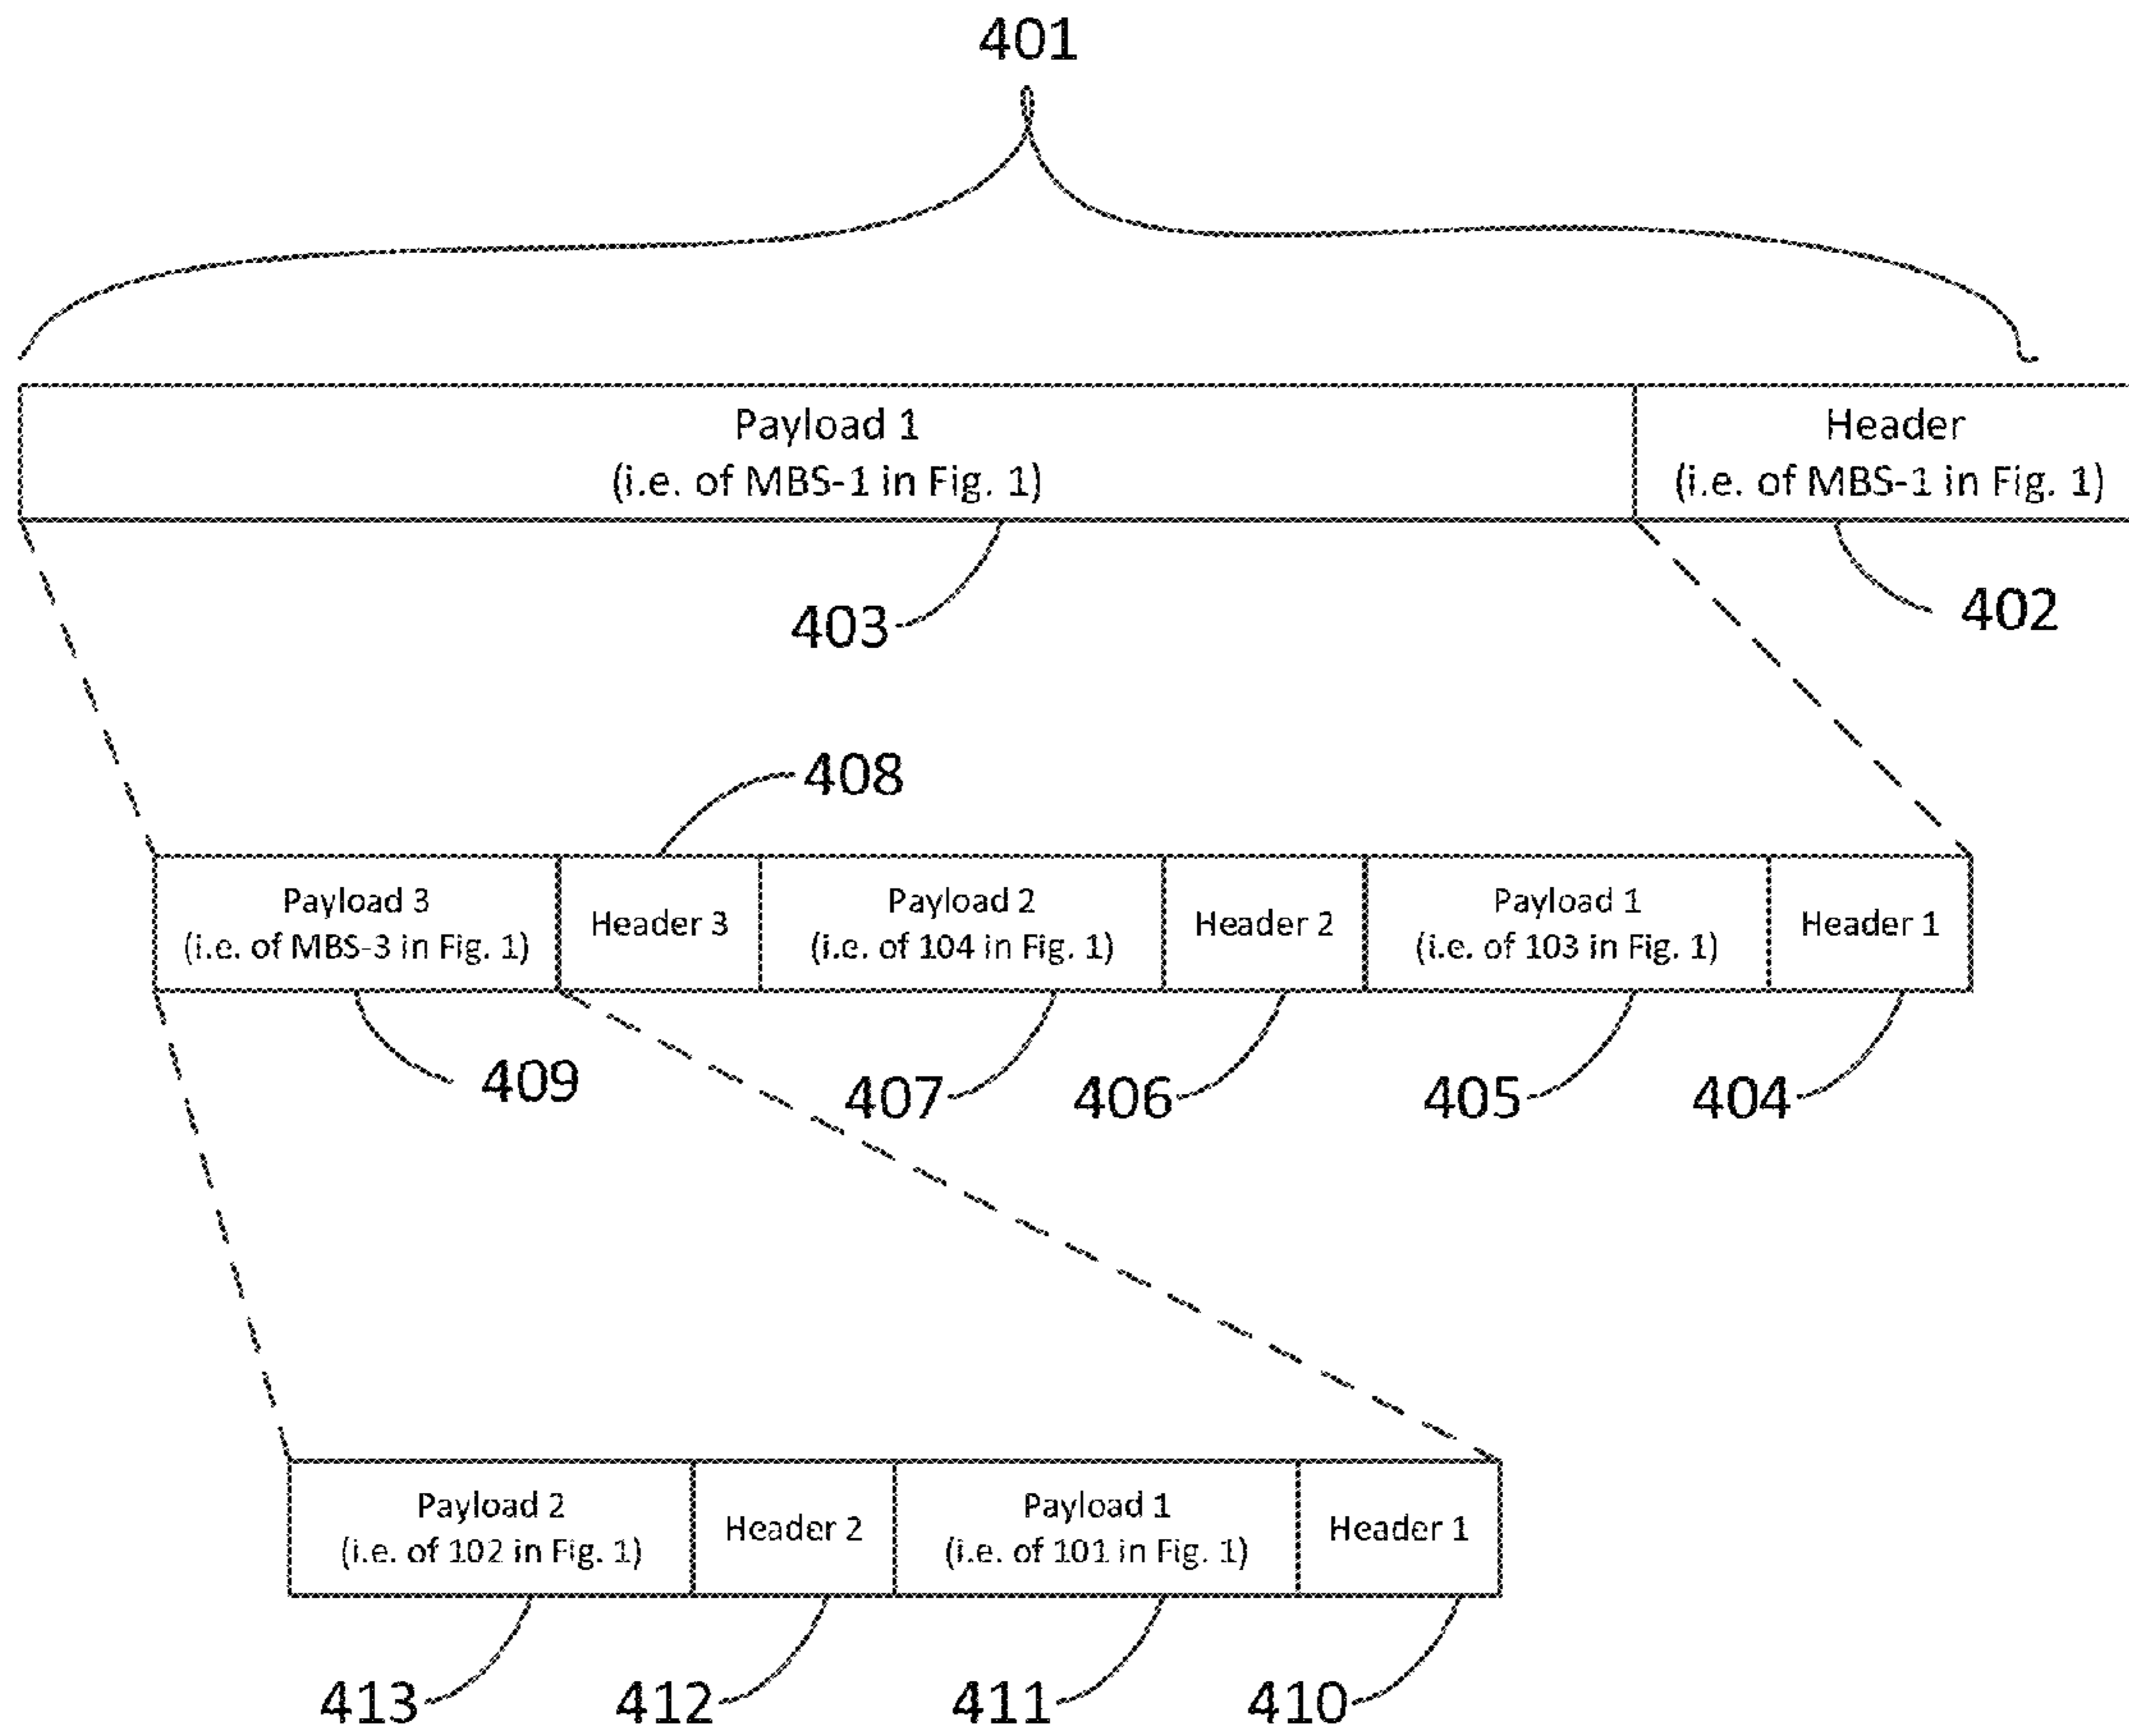 401
Payload 1
(i.e. of MBS-1 in Fig. 1)
Header
(i.e. of MBS-1 in Fig. 1)
403
402
408
Payload 3
(i.e. of MBS-3 in Fig. 1)
Header 3
Payload 2
(i.e. of 104 in Fig. 1)
Header 2
Payload 1
(i.e. of 103 in Fig. 1)
Header 1
409
407
406
405
404
Payload 2
(i.e. of 102 in Fig. 1)
Header 2
Payload 1
(i.e. of 101 in Fig. 1)
Header 1
413
412
411
410